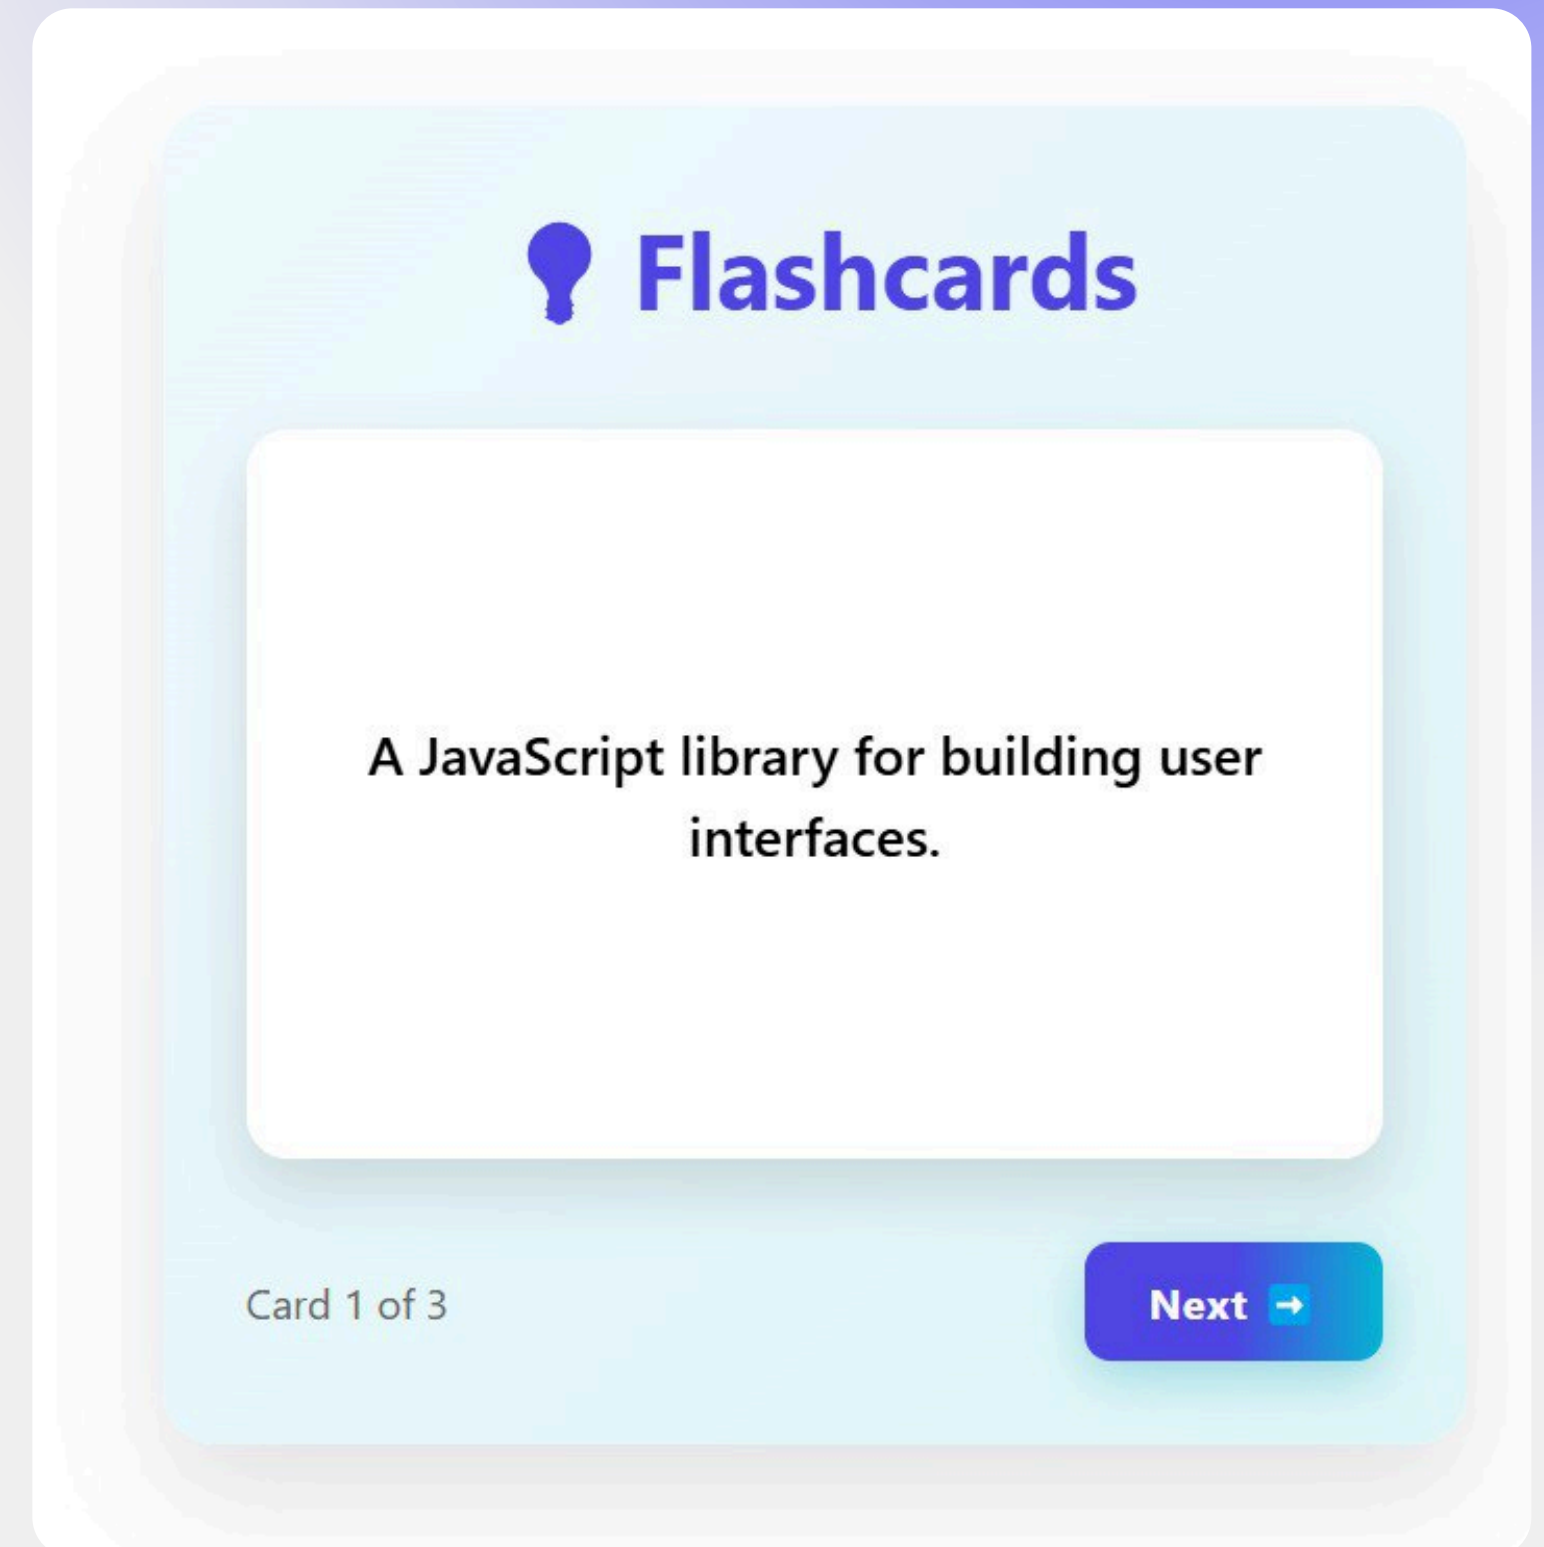 Flashcards
A JavaScript library for building user
interfaces.
Card 1 of 3
Next ➡